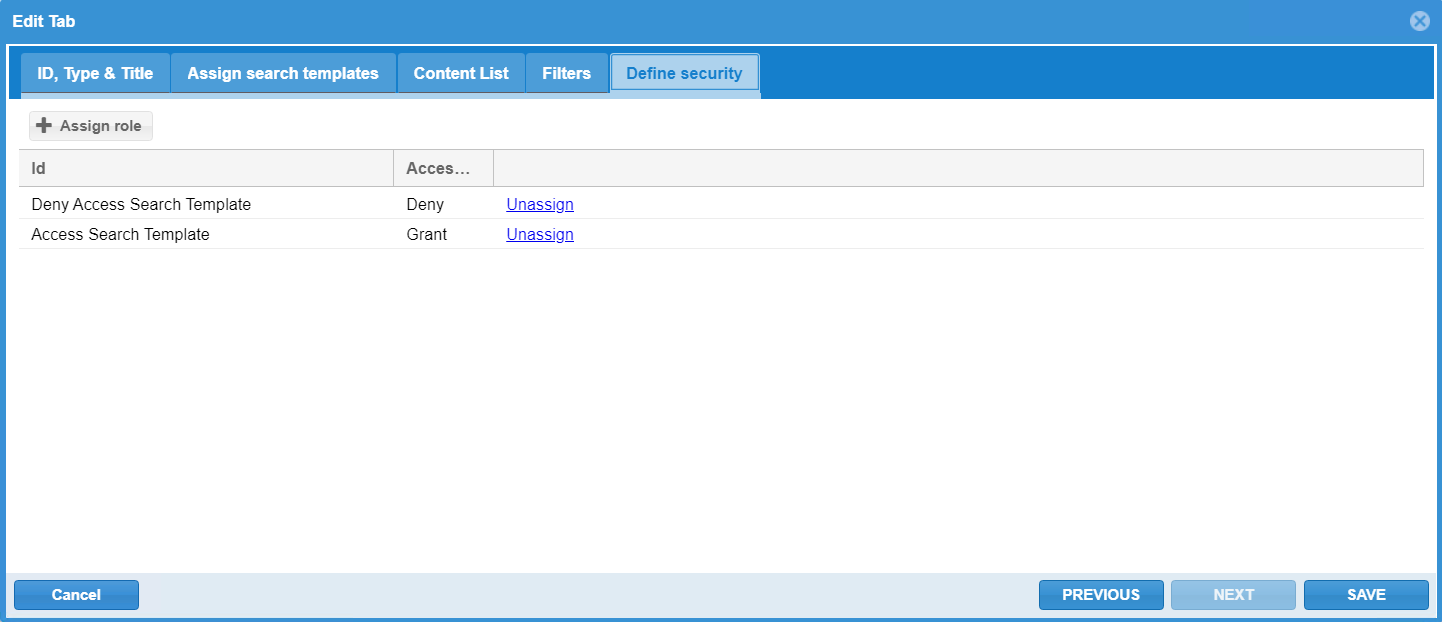 Edit Tab
ID, Type & Title Assign search templates Content List Filters Define security
Assign role
Id Acces...
Deny Access Search Template Deny Unassign
Access Search Template Grant Unassign
Cancel PREVIOUS NEXT SAVE